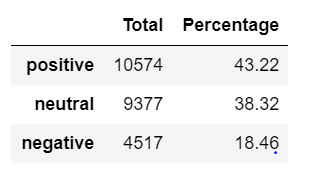 Total Percentage
positive 10574 43.22
neutral 9377 38.32
negative 4517 18.46